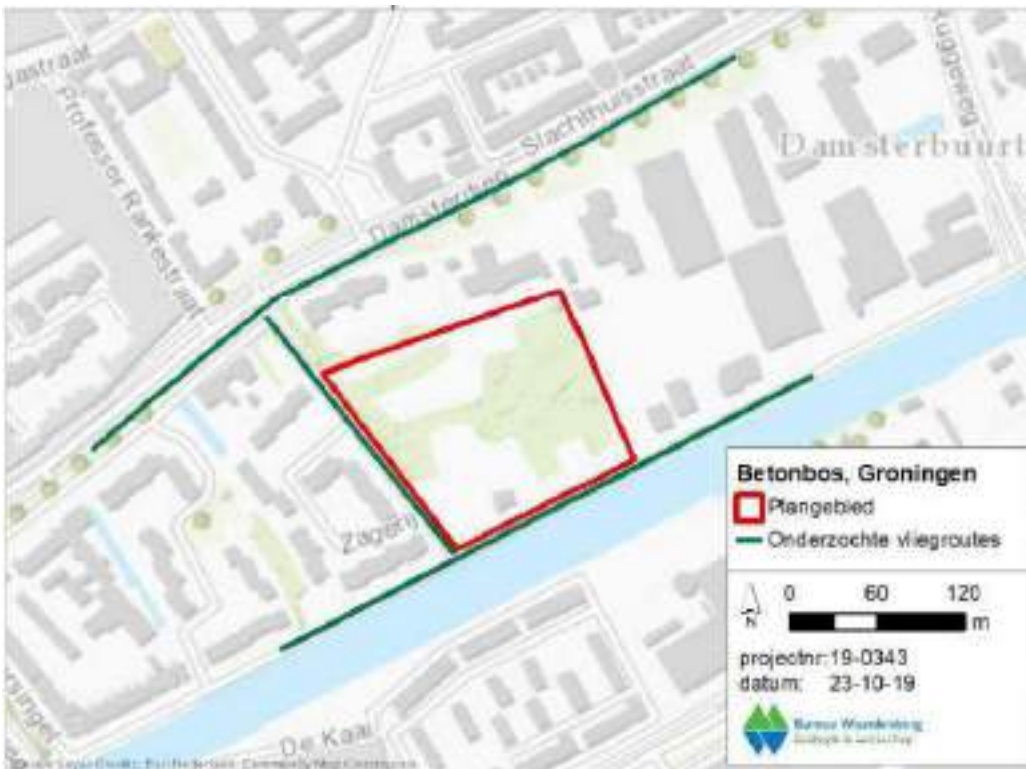 Professor Rankestraat
Slachthuisstraat
Damsterdiep
Damsterbuurt
Zagerij
De Kaai
Betonbos, Groningen
Plangebied
Onderzochte vliegroutes
0 60 120
m
N
projectnr: 19-0343
datum: 23-10-19
Bureau Waardenburg